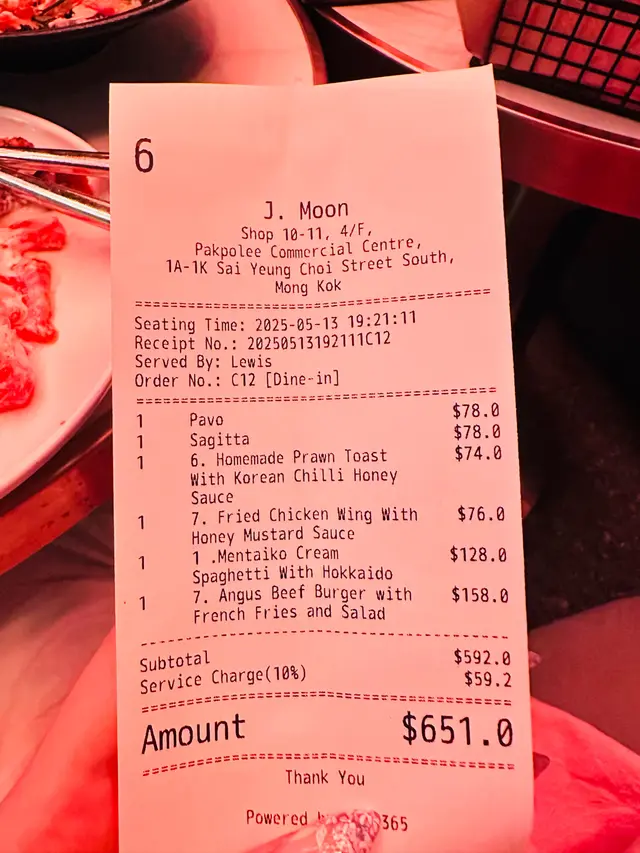 6
J. Moon
Shop 10-11, 4/F,
Pakpolee Commercial Centre,
1A-1K Sai Yeung Choi Street South,
Mong Kok
Seating Time: 2025-05-13 19:21:11
Receipt No.: 20250513192111C12
Served By: Lewis
Order No.: C12 [Dine-in]
1 Pavo $78.0
1 Sagitta $78.0
1 6. Homemade Prawn Toast $74.0
With Korean Chilli Honey
Sauce
1 7. Fried Chicken Wing With $76.0
Honey Mustard Sauce
1 1 .Mentaiko Cream $128.0
Spaghetti With Hokkaido
1 7. Angus Beef Burger with $158.0
French Fries and Salad
Subtotal $592.0
Service Charge(10%) $59.2
Amount $651.0
Thank You
Powered 365